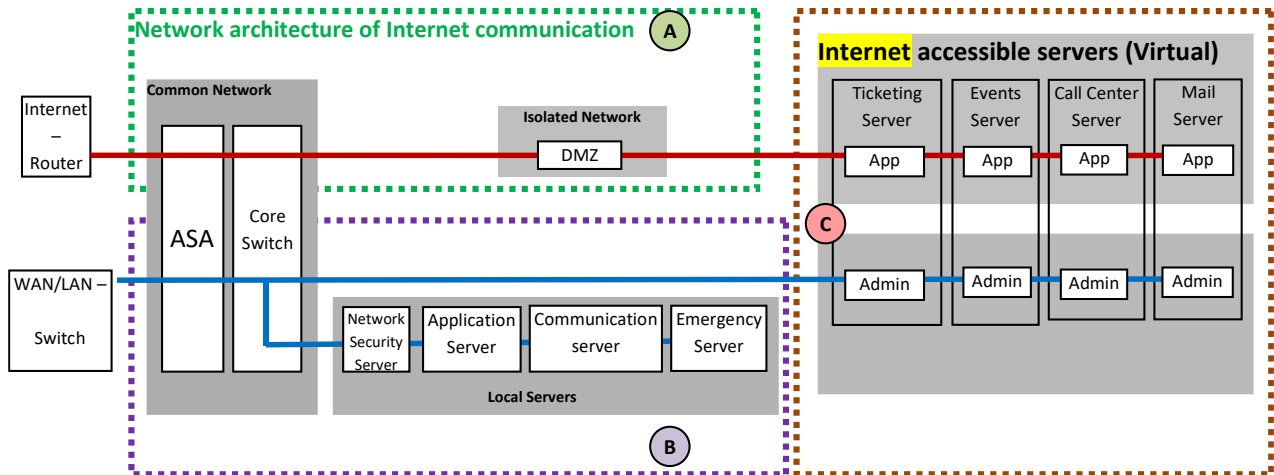 Network architecture of Internet communication
A
Internet accessible servers (Virtual)
Common Network
Internet
–
Router
Isolated Network
DMZ
Ticketing
Server
Events
Server
Call Center
Server
Mail
Server
App
App
App
App
ASA
Core
Switch
C
WAN/LAN –
Switch
Admin
Admin
Admin
Admin
Network
Security
Server
Application
Server
Communication
server
Emergency
Server
Local Servers
B